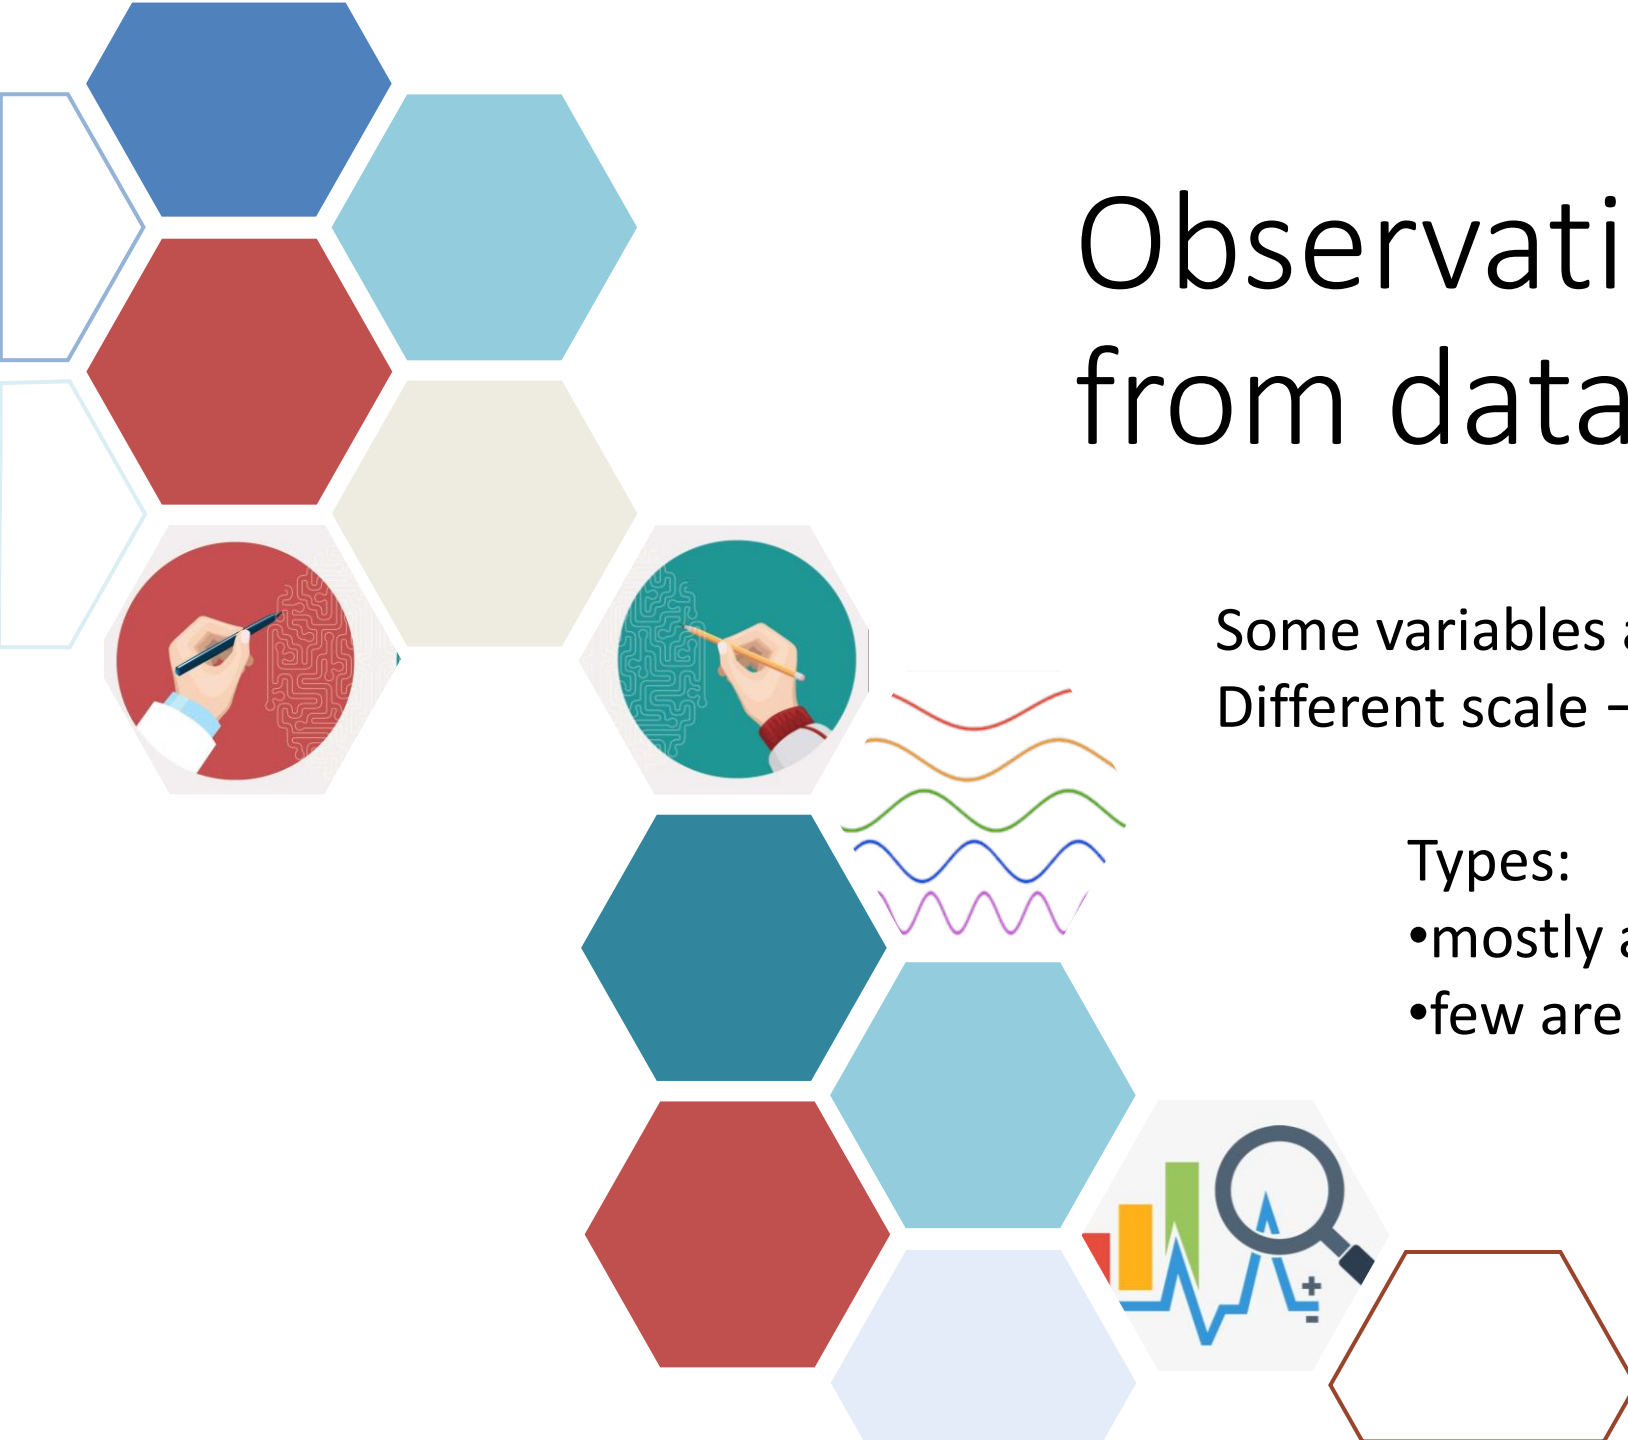 Observati
from data
Some variables a
Different scale –
Types:
•mostly a
•few are